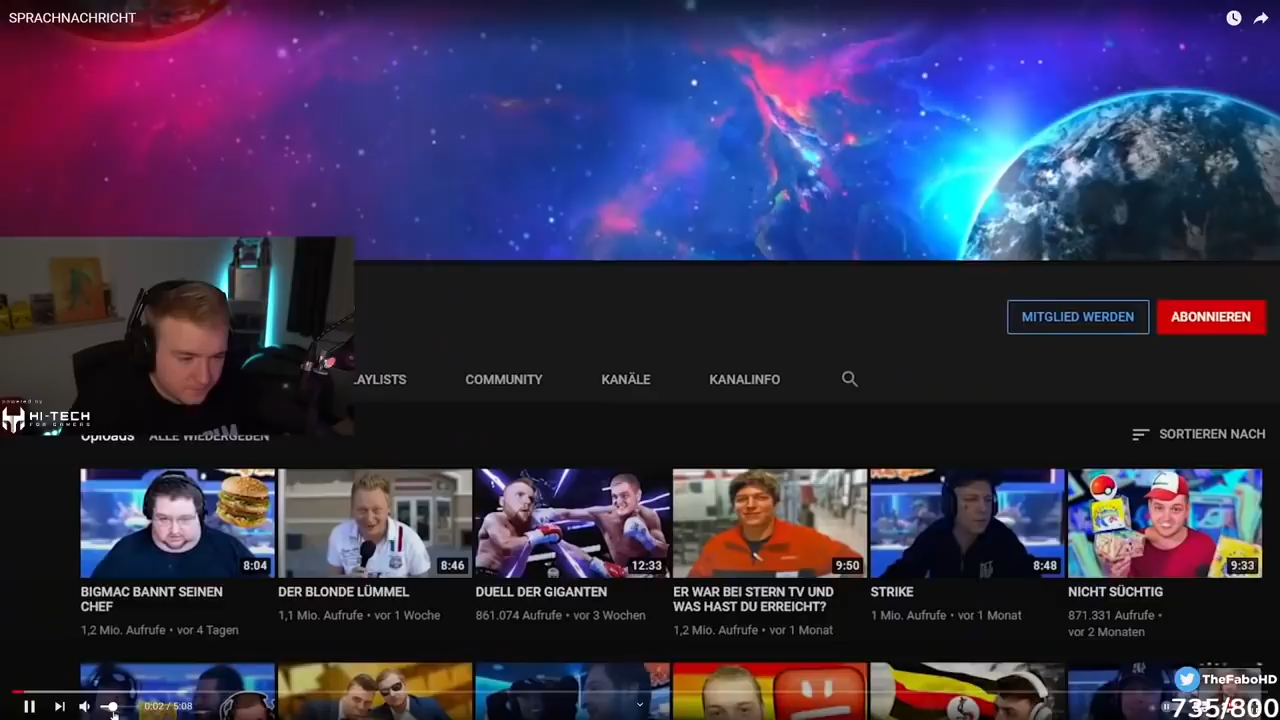 SPRACHNACHRICHT
MITGLIED WERDEN
ABONNIEREN
AYLISTS
COMMUNITY
KANÄLE
KANALINFO
powered by
HI-TECH
FOR GAMERS
Uploads
ALLE WIEDERGEBEN
SORTIEREN NACH
8:04
8:46
12:33
9:50
8:48
9:33
BIGMAC BANNT SEINEN
CHEF
1,2 Mio. Aufrufe • vor 4 Tagen
DER BLONDE LÜMMEL
1,1 Mio. Aufrufe • vor 1 Woche
DUELL DER GIGANTEN
861.074 Aufrufe • vor 3 Wochen
ER WAR BEI STERN TV UND
WAS HAST DU ERREICHT?
1,2 Mio. Aufrufe • vor 1 Monat
STRIKE
1 Mio. Aufrufe • vor 1 Monat
NICHT SÜCHTIG
871.331 Aufrufe •
vor 2 Monaten
TheFaboHD
0:02 / 5:08
735/800